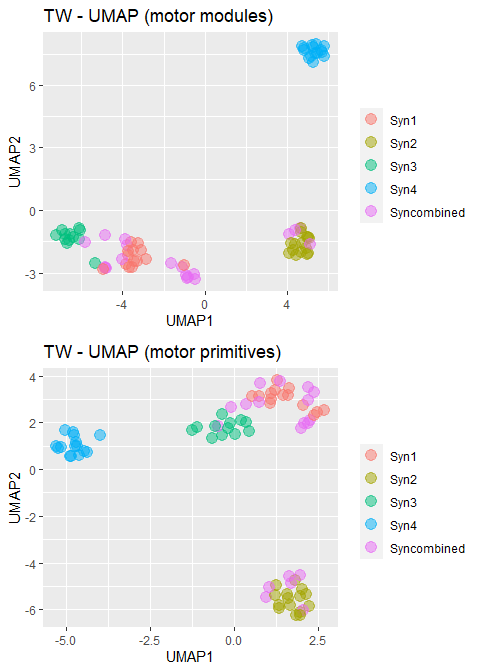 TW - UMAP (motor modules)
6
3
0
-3
UMAP2
-4
0
4
UMAP1
Syn1
Syn2
Syn3
Syn4
Syncombined
TW - UMAP (motor primitives)
4
2
0
-2
-4
-6
UMAP2
-5.0
-2.5
0.0
2.5
UMAP1
Syn1
Syn2
Syn3
Syn4
Syncombined